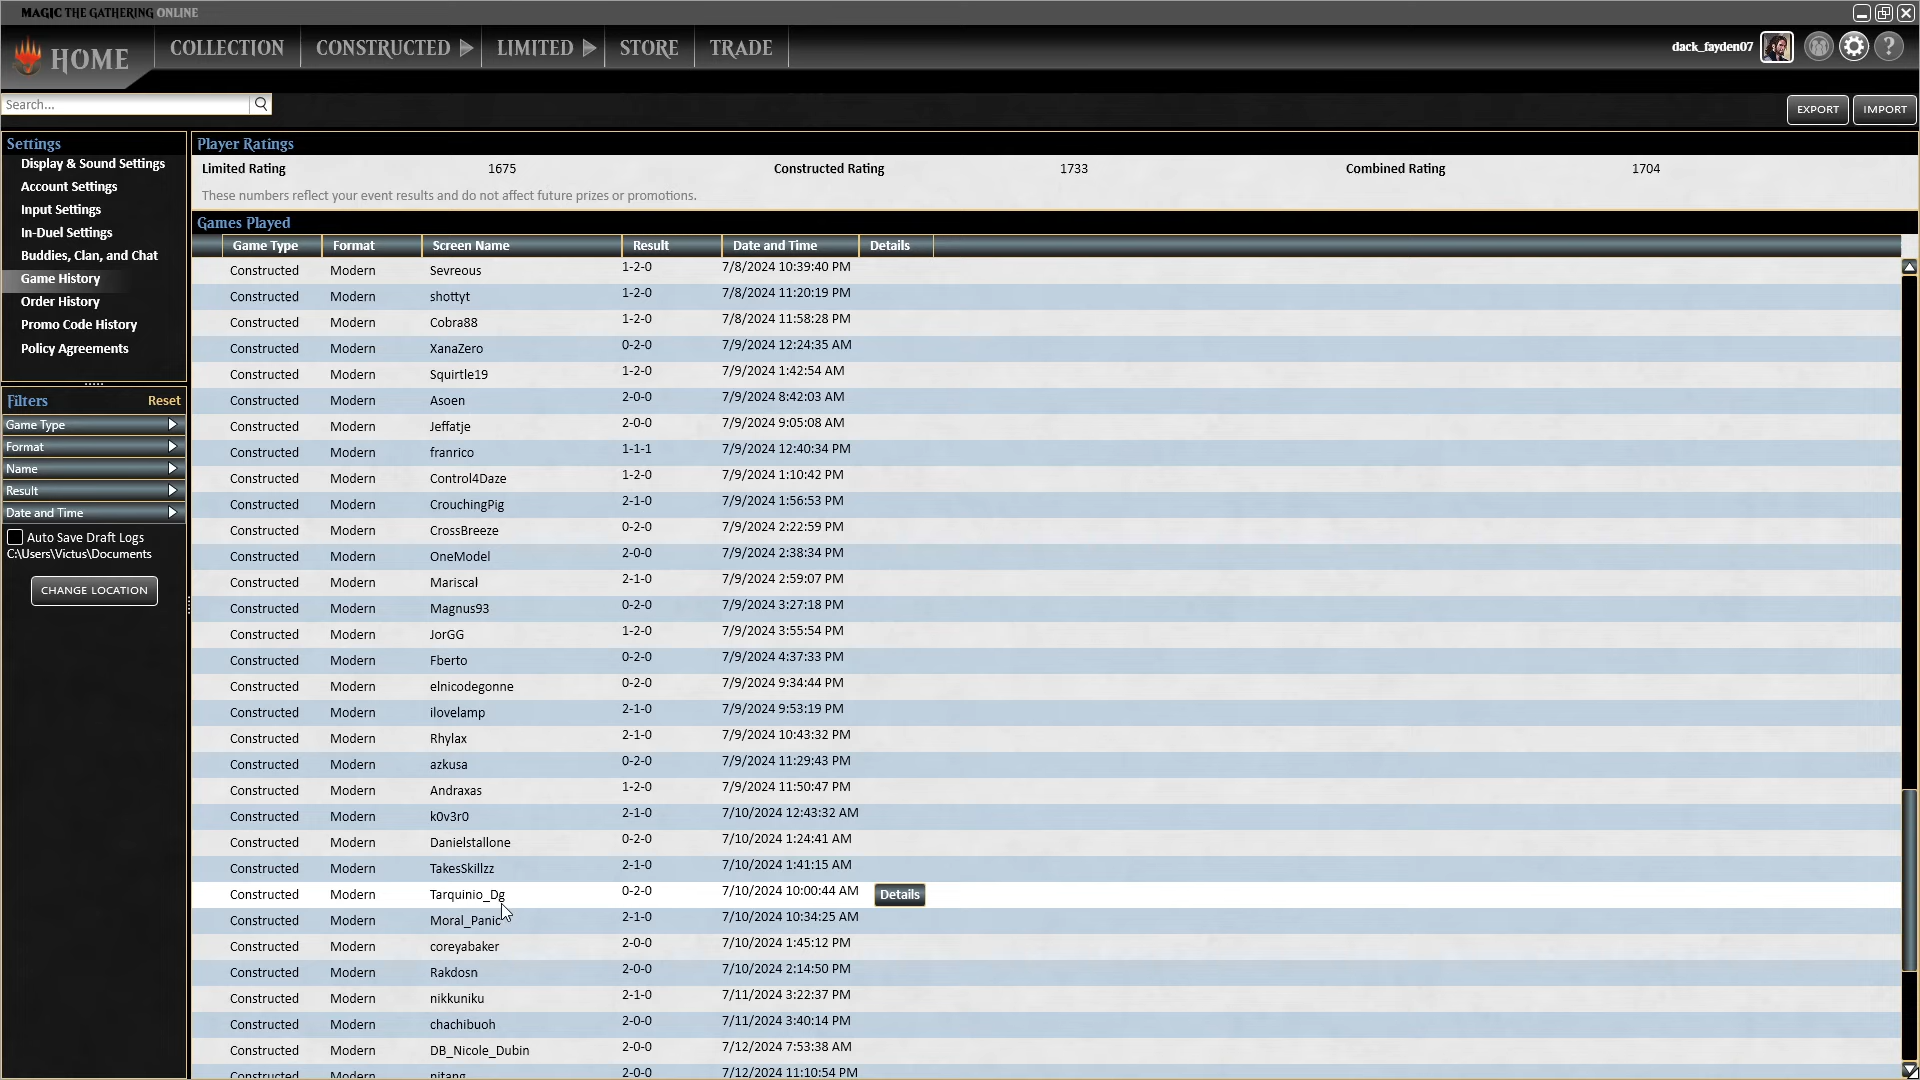 MAGIC THE GATHERING ONLINE
HOME
COLLECTION
CONSTRUCTED
LIMITED
STORE
TRADE
dack_fayden07
?
Search...
EXPORT
IMPORT
Settings
Display & Sound Settings
Account Settings
Input Settings
In-Duel Settings
Buddies, Clan, and Chat
Game History
Order History
Promo Code History
Policy Agreements
Filters Reset
Game Type
Format
Name
Result
Date and Time
Auto Save Draft Logs
C:\Users\Victus\Documents
CHANGE LOCATION
Player Ratings
Limited Rating 1675 Constructed Rating 1733 Combined Rating 1704
These numbers reflect your event results and do not affect future prizes or promotions.
Games Played
Game Type Format Screen Name Result Date and Time Details
Constructed Modern Sevreous 1-2-0 7/8/2024 10:39:40 PM
Constructed Modern shottyt 1-2-0 7/8/2024 11:20:19 PM
Constructed Modern Cobra88 1-2-0 7/8/2024 11:58:28 PM
Constructed Modern XanaZero 0-2-0 7/9/2024 12:24:35 AM
Constructed Modern Squirtle19 1-2-0 7/9/2024 1:42:54 AM
Constructed Modern Asoen 2-0-0 7/9/2024 8:42:03 AM
Constructed Modern Jeffatje 2-0-0 7/9/2024 9:05:08 AM
Constructed Modern franrico 1-1-1 7/9/2024 12:40:34 PM
Constructed Modern Control4Daze 1-2-0 7/9/2024 1:10:42 PM
Constructed Modern CrouchingPig 2-1-0 7/9/2024 1:56:53 PM
Constructed Modern CrossBreeze 0-2-0 7/9/2024 2:22:59 PM
Constructed Modern OneModel 2-0-0 7/9/2024 2:38:34 PM
Constructed Modern Mariscal 2-1-0 7/9/2024 2:59:07 PM
Constructed Modern Magnus93 0-2-0 7/9/2024 3:27:18 PM
Constructed Modern JorGG 1-2-0 7/9/2024 3:55:54 PM
Constructed Modern Fberto 0-2-0 7/9/2024 4:37:33 PM
Constructed Modern elnicodegonne 0-2-0 7/9/2024 9:34:44 PM
Constructed Modern ilovelamp 2-1-0 7/9/2024 9:53:19 PM
Constructed Modern Rhylax 2-1-0 7/9/2024 10:43:32 PM
Constructed Modern azkusa 0-2-0 7/9/2024 11:29:43 PM
Constructed Modern Andraxas 1-2-0 7/9/2024 11:50:47 PM
Constructed Modern k0v3r0 2-1-0 7/10/2024 12:43:32 AM
Constructed Modern Danielstallone 0-2-0 7/10/2024 1:24:41 AM
Constructed Modern TakesSkillzz 2-1-0 7/10/2024 1:41:15 AM
Constructed Modern Tarquinio_Dg 0-2-0 7/10/2024 10:00:44 AM Details
Constructed Modern Moral_Panic 2-1-0 7/10/2024 10:34:25 AM
Constructed Modern coreyabaker 2-0-0 7/10/2024 1:45:12 PM
Constructed Modern Rakdosn 2-0-0 7/10/2024 2:14:50 PM
Constructed Modern nikkuniku 2-1-0 7/11/2024 3:22:37 PM
Constructed Modern chachibuoh 2-0-0 7/11/2024 3:40:14 PM
Constructed Modern DB_Nicole_Dubin 2-0-0 7/12/2024 7:53:38 AM
Constructed Modern nitang 2-0-0 7/12/2024 11:10:54 PM